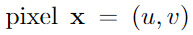 pixel x = (u, v)